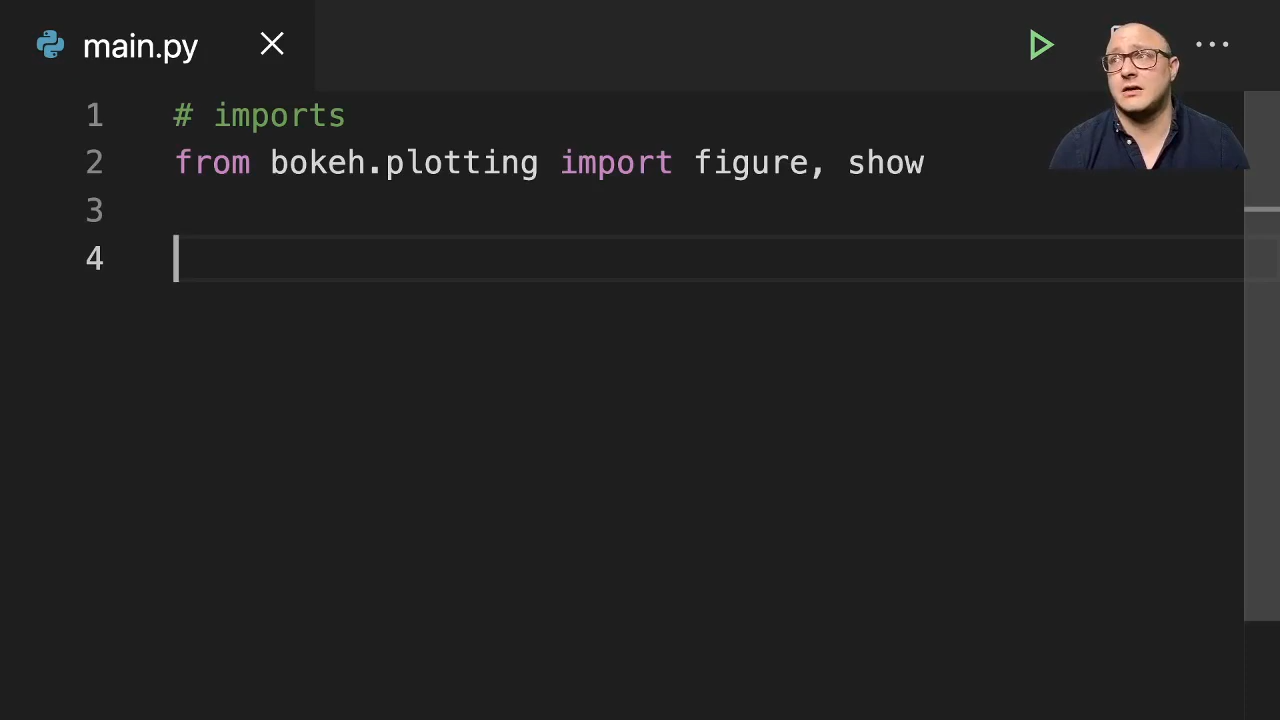 main.py
1 # imports
2 from bokeh.plotting import figure, show
3
4